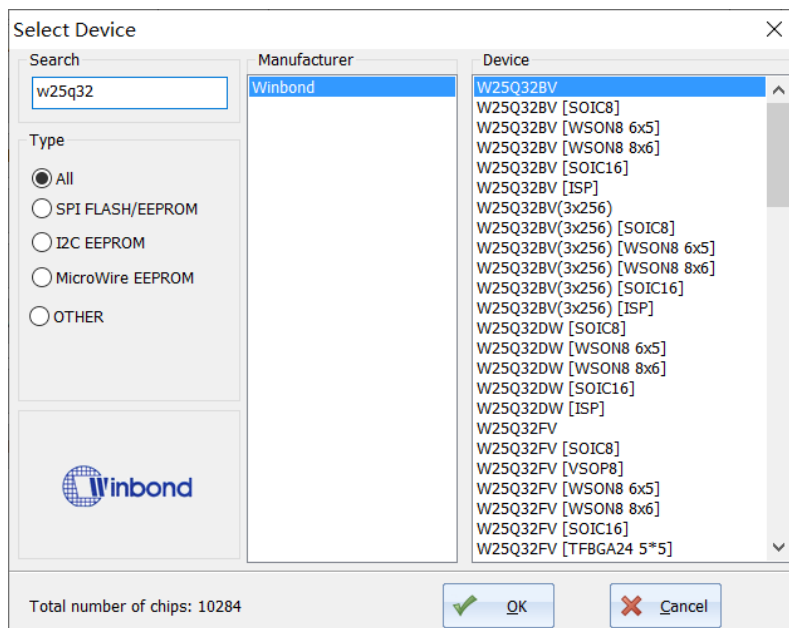 Select Device
Search
w25q32
Type
All
SPI FLASH/EEPROM
I2C EEPROM
MicroWire EEPROM
OTHER
Winbond
Manufacturer
Winbond
Device
W25Q32BV
W25Q32BV [SOIC8]
W25Q32BV [WSON8 6x5]
W25Q32BV [WSON8 8x6]
W25Q32BV [SOIC16]
W25Q32BV [ISP]
W25Q32BV(3x256)
W25Q32BV(3x256) [SOIC8]
W25Q32BV(3x256) [WSON8 6x5]
W25Q32BV(3x256) [WSON8 8x6]
W25Q32BV(3x256) [SOIC16]
W25Q32BV(3x256) [ISP]
W25Q32DW [SOIC8]
W25Q32DW [WSON8 6x5]
W25Q32DW [WSON8 8x6]
W25Q32DW [SOIC16]
W25Q32DW [ISP]
W25Q32FV
W25Q32FV [SOIC8]
W25Q32FV [VSOP8]
W25Q32FV [WSON8 6x5]
W25Q32FV [WSON8 8x6]
W25Q32FV [SOIC16]
W25Q32FV [TFBGA24 5*5]
Total number of chips: 10284
OK
Cancel